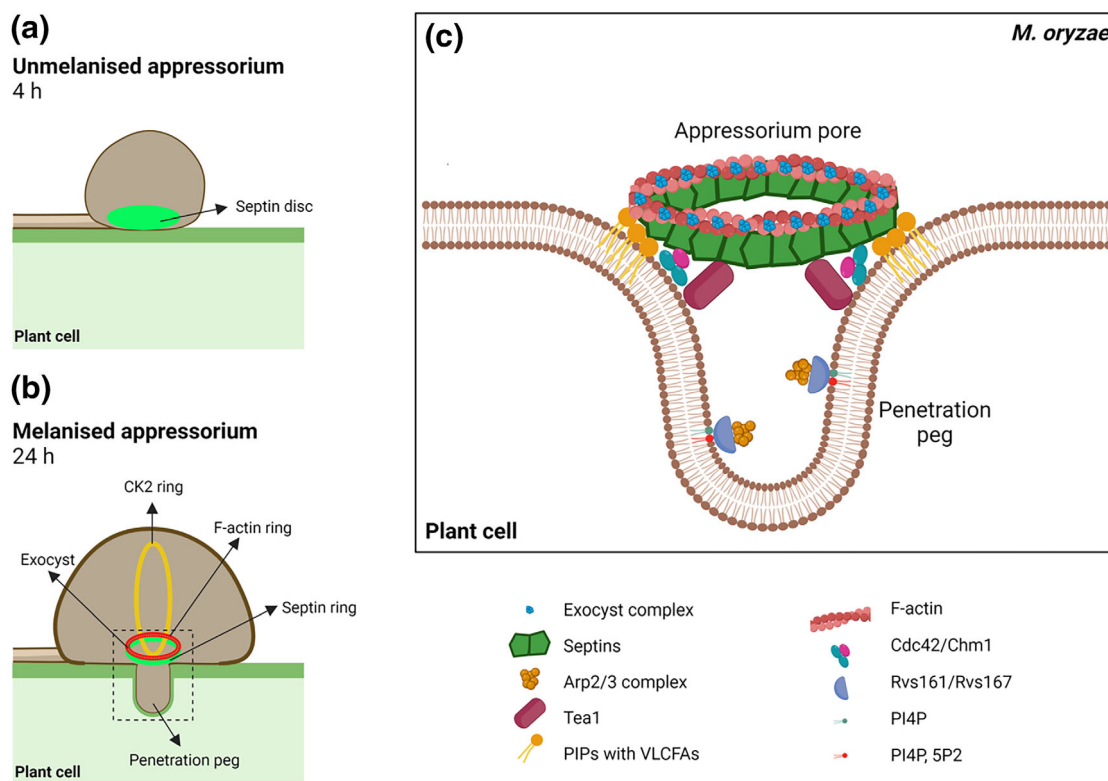 (a)
Unmelanised appressorium
4 h
Septin disc
Plant cell
(b)
Melanised appressorium
24 h
CK2 ring
F-actin ring
Exocyst
Septin ring
Penetration peg
Plant cell
(c)
M. oryzae
Appressorium pore
Penetration
peg
Plant cell
Exocyst complex
Septins
Arp2/3 complex
Tea1
PIPs with VLCFAs
F-actin
Cdc42/Chm1
Rvs161/Rvs167
PI4P
PI4P, 5P2